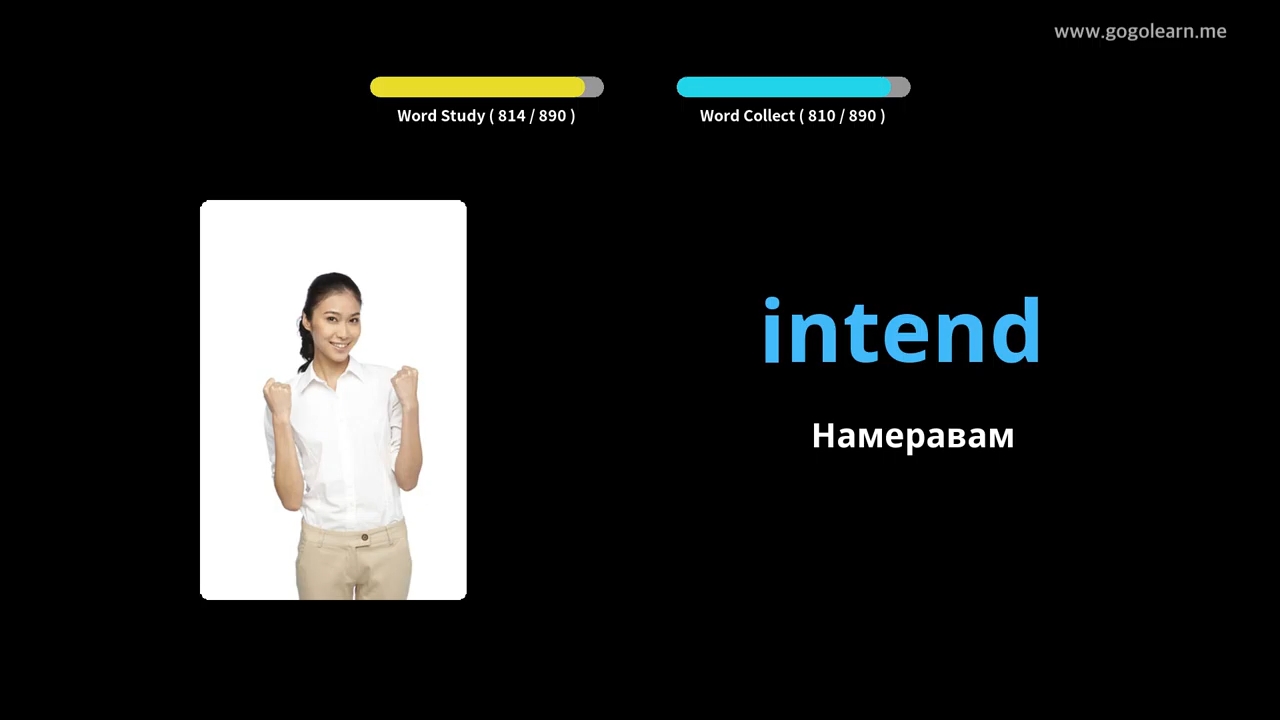 www.gogolearn.me
Word Study ( 814 / 890 )
Word Collect ( 810 / 890 )
intend
Намеравам